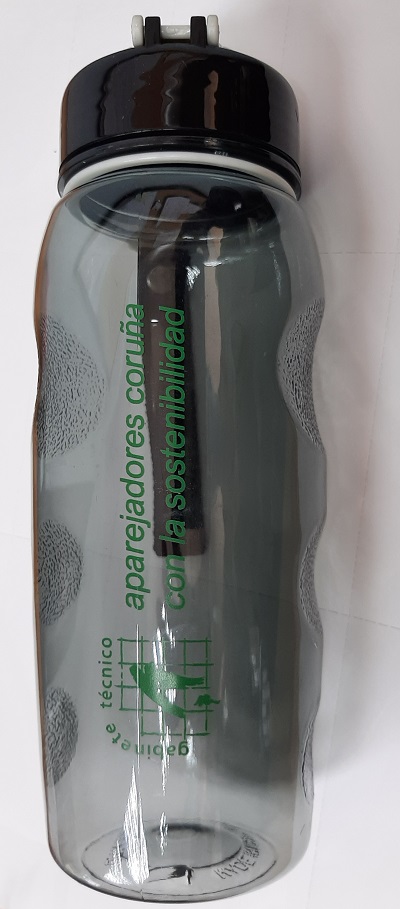 aparejadores coruña
con la sostenibilidad
gabinete técnico